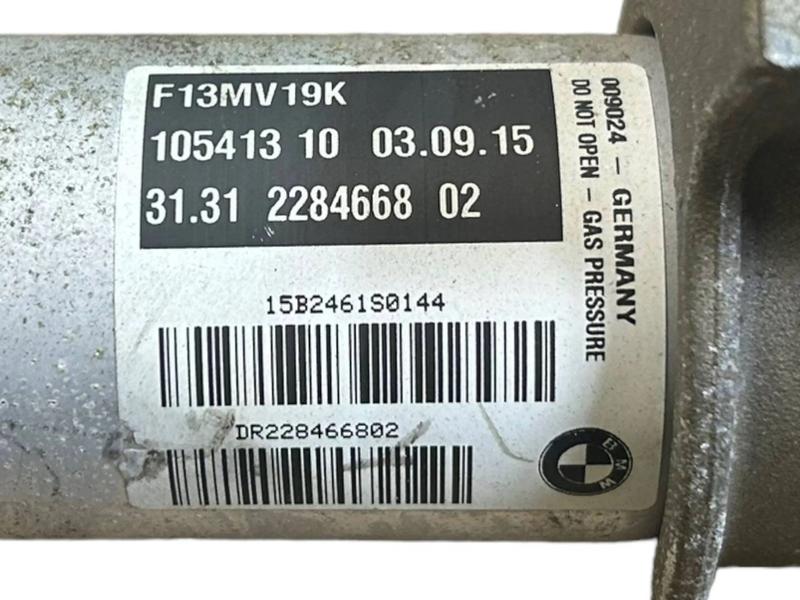 F13MV19K
105413 10 03.09.15
31.31 2284668 02
009024 - GERMANY
DO NOT OPEN - GAS PRESSURE
15B2461S0144
DR228466802
BMW